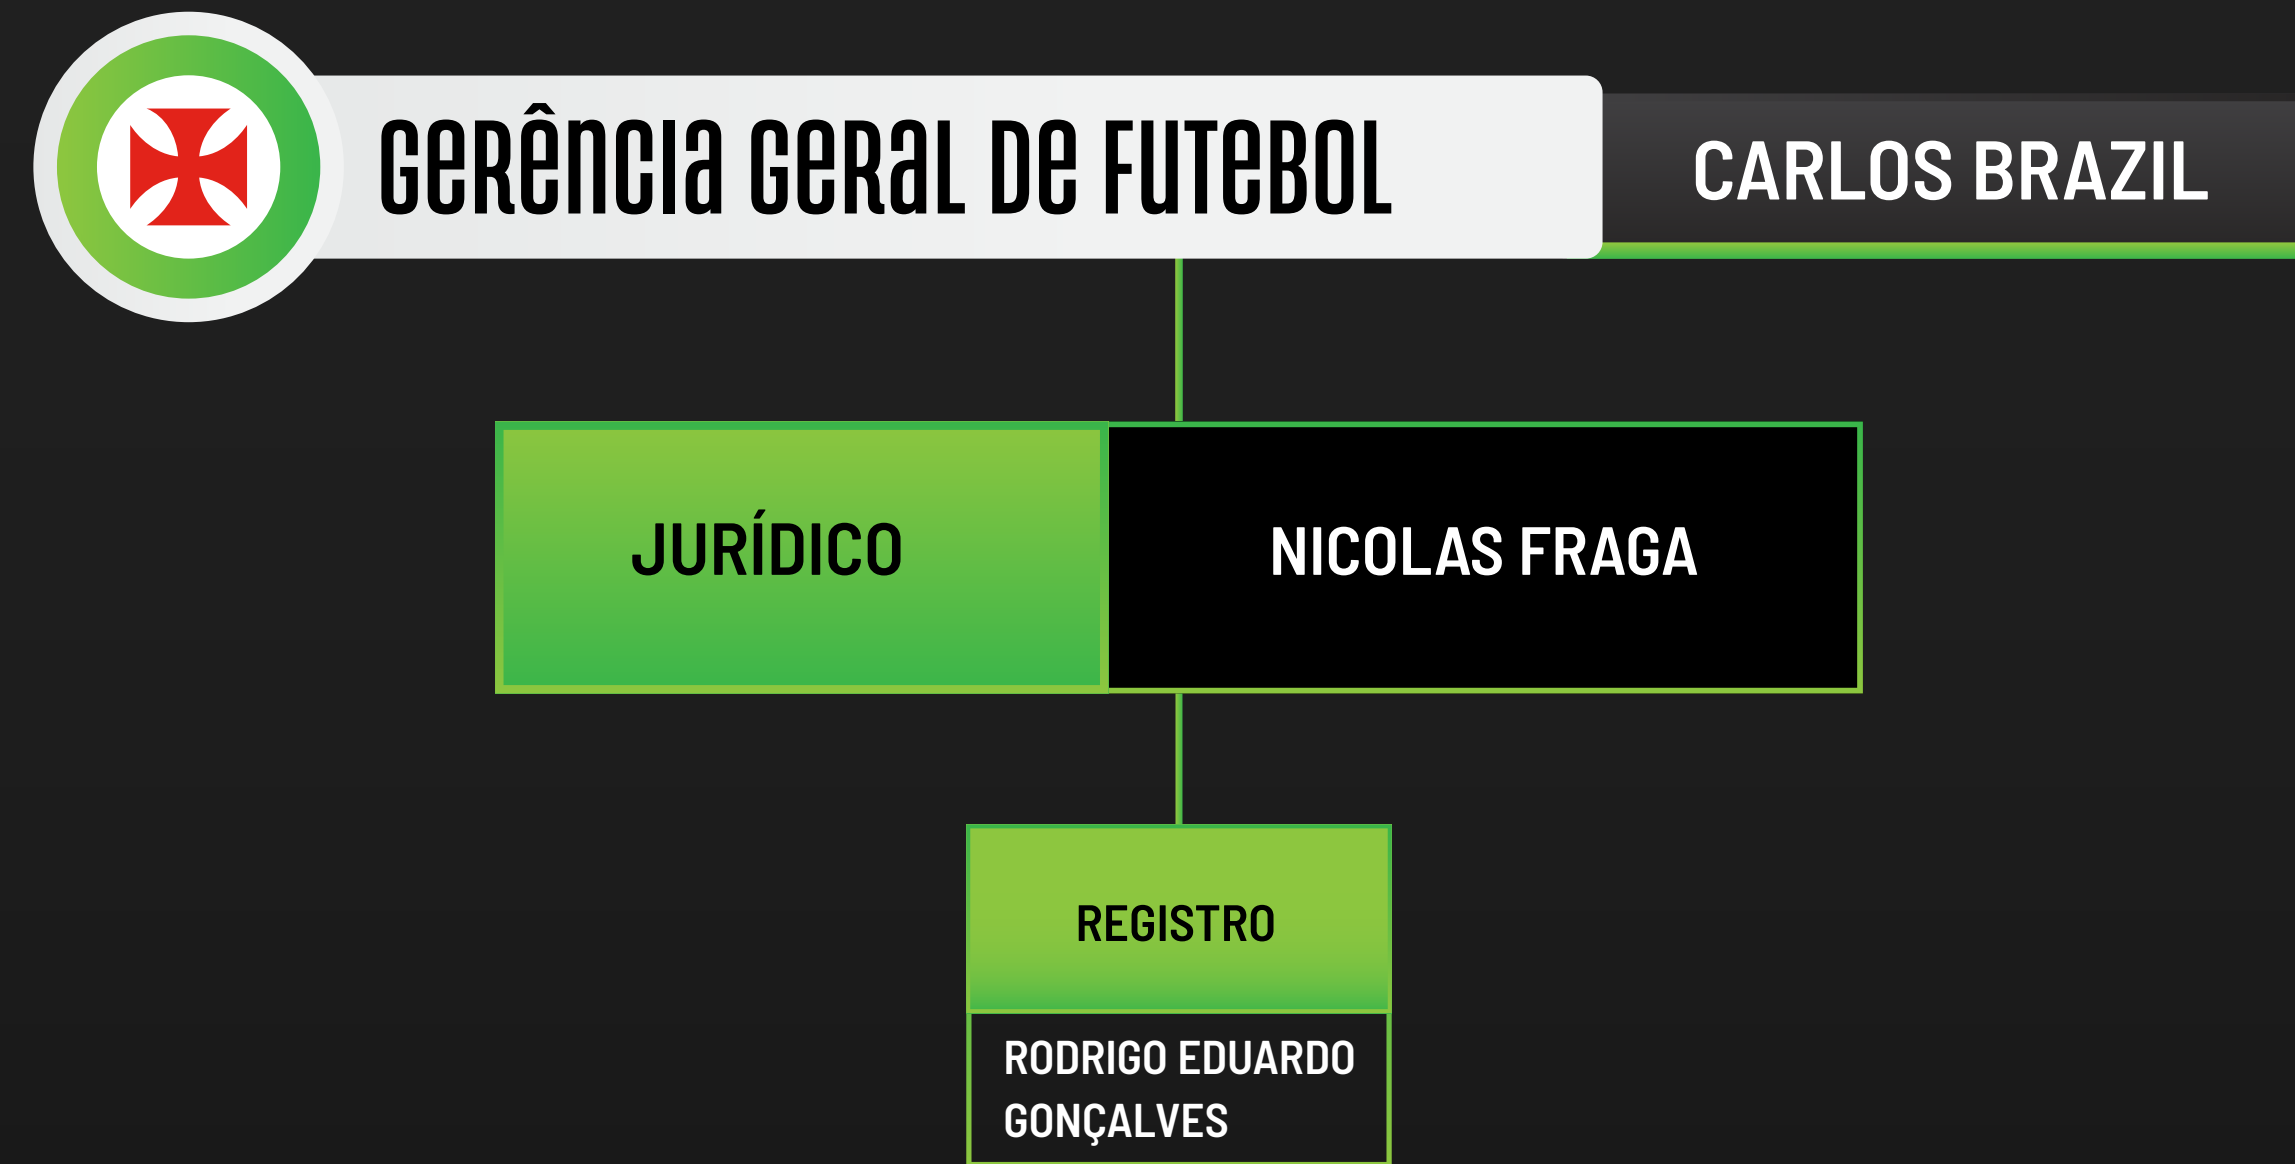 GERÊNCIA GERAL DE FUTEBOL
CARLOS BRAZIL
JURÍDICO
NICOLAS FRAGA
REGISTRO
RODRIGO EDUARDO
GONÇALVES